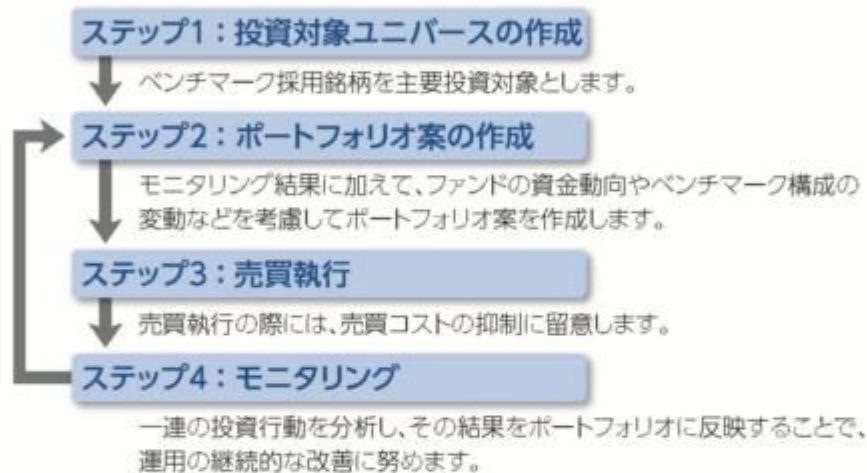 ステップ1：投資対象ユニバースの作成
ベンチマーク採用銘柄を主要投資対象とします。
ステップ2：ポートフォリオ案の作成
モニタリング結果に加えて、ファンドの資金動向やベンチマーク構成の
変動などを考慮してポートフォリオ案を作成します。
ステップ3：売買執行
売買執行の際には、売買コストの抑制に留意します。
ステップ4：モニタリング
一連の投資行動を分析し、その結果をポートフォリオに反映することで、
運用の継続的な改善に努めます。